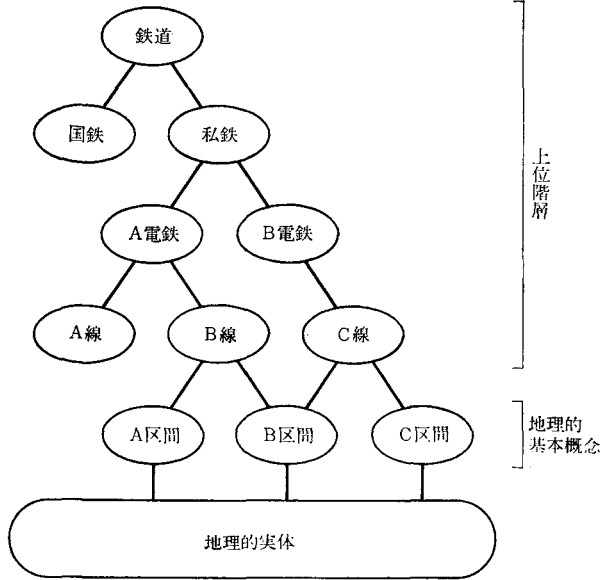 鉄道
国鉄
私鉄
A電鉄
B電鉄
A線
B線
C線
上位階層
A区間
B区間
C区間
地理的
基本概念
地理的実体